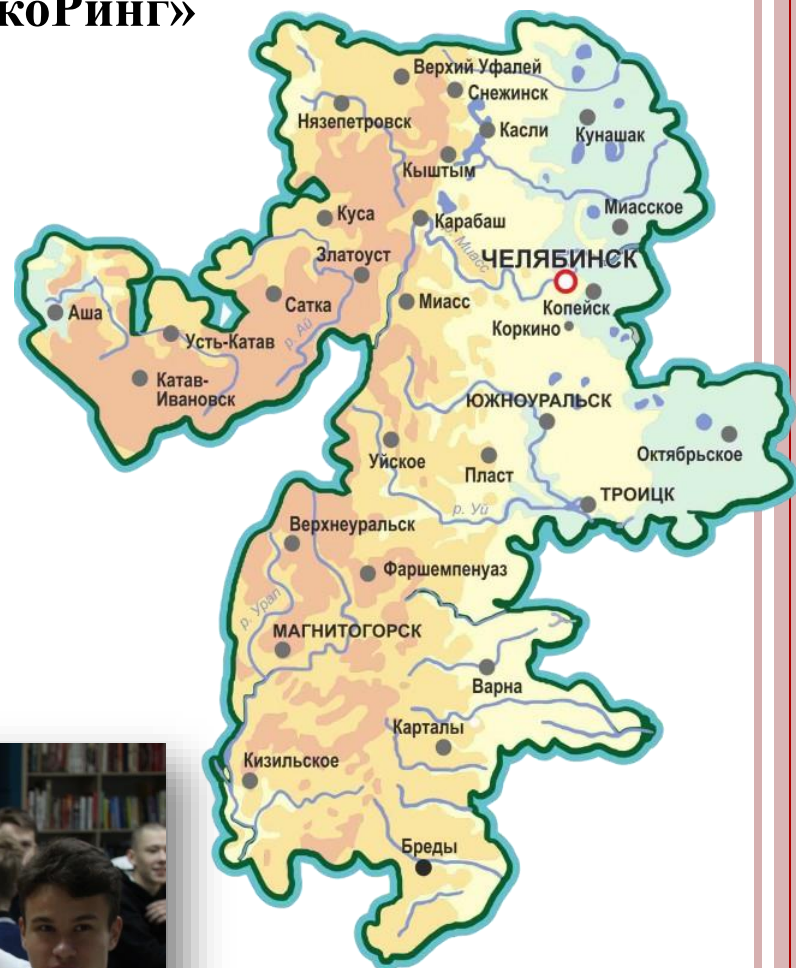 коРинг»
Верхий Уфалей
Снежинск
Нязепетровск
Касли
Кунашак
Кыштым
Куса
Карабаш
Миасское
р. Миасс
ЧЕЛЯБИНСК
Златоуст
Аша
Сатка
Миасс
Копейск
Коркино
Усть-Катав
р. Ай
Катав-
Ивановск
ЮЖНОУРАЛЬСК
Уйское
Пласт
Октябрьское
ТРОИЦК
р. Уй
Верхнеуральск
Фаршемпенуаз
р. Урал
МАГНИТОГОРСК
Варна
Карталы
Кизильское
Бреды